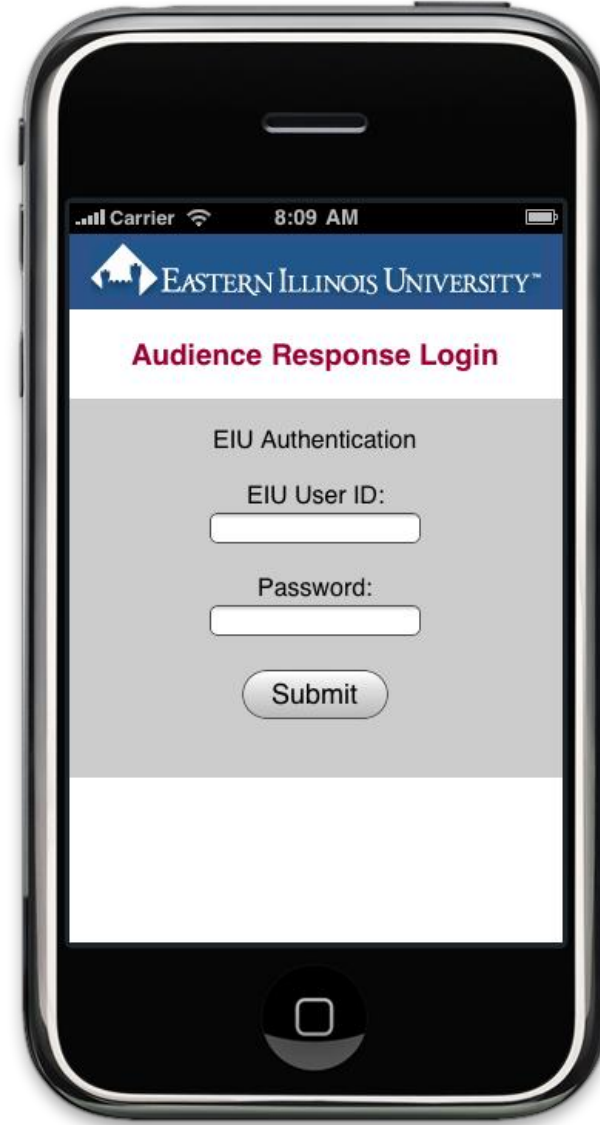 Carrier 8:09 AM
EASTERN ILLINOIS UNIVERSITY™
Audience Response Login
EIU Authentication
EIU User ID:
Password:
Submit